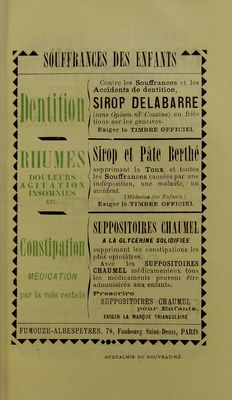 SOUFFRANCES DES ENFANTS
Dentition
Contre les Souffrances et les
Accidents de dentition,
SIROP DELABARRE
(sans Opium ni Cocaïne) en fric-
tions sur les gencives.
Exiger le TIMBRE OFFICIEL
RHUMES
DOULEURS
AGITATION
INSOMNIES
ETC.
Sirop et Pâte Berthé
supprimant la Toux et toutes
les Souffrances causées par une
indisposition, une maladie, un
accident.
(Médecine des Enfants.)
Exiger le TIMBRE OFFICIEL
Constipation
MÉDICATION
par la voie rectale
SUPPOSITOIRES CHAUMEL
A LA GLYCERINE SOLIDIFIEE
supprimant les constipations les
plus opiniâtres.
Avec les SUPPOSITOIRES
CHAUMEL médicamenteux tous
les médicaments peuvent être
administrés aux enfants.
Prescrire
SUPPOSITOIRES CHAUMEL
pour Enfants.
EXIGER LA MARQUE TRIANGULAIRE
FUMOUZE-ALBESPEYRES, 78, Faubourg Saint-Denis, PARIS
OPHTALMIE DU NOUVEAU-NÉ.